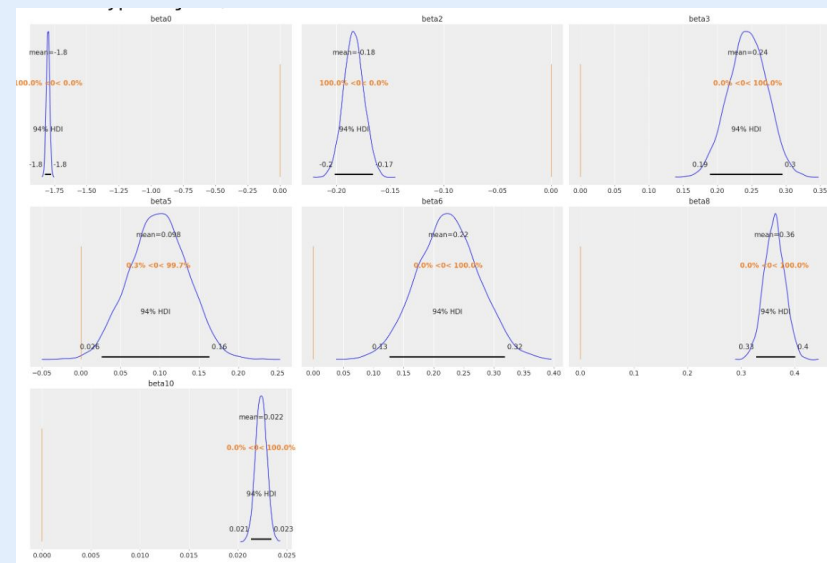 beta0
mean=-1.8
100.0% <0< 0.0%
94% HDI
-1.8 -1.8
−1.75 −1.50 −1.25 −1.00 −0.75 −0.50 −0.25 0.00
beta2
mean=-0.18
100.0% <0< 0.0%
94% HDI
-0.2 -0.17
−0.20 −0.15 −0.10 −0.05 0.00
beta3
mean=0.24
0.0% <0< 100.0%
94% HDI
0.19 0.3
0.00 0.05 0.10 0.15 0.20 0.25 0.30 0.35
beta5
mean=0.098
0.3% <0< 99.7%
94% HDI
0.026 0.16
−0.05 0.00 0.05 0.10 0.15 0.20 0.25
beta6
mean=0.22
0.0% <0< 100.0%
94% HDI
0.13 0.32
0.00 0.05 0.10 0.15 0.20 0.25 0.30 0.35 0.40
beta8
mean=0.36
0.0% <0< 100.0%
94% HDI
0.33 0.4
0.0 0.1 0.2 0.3 0.4
beta10
mean=0.022
0.0% <0< 100.0%
94% HDI
0.021 0.023
0.000 0.005 0.010 0.015 0.020 0.025